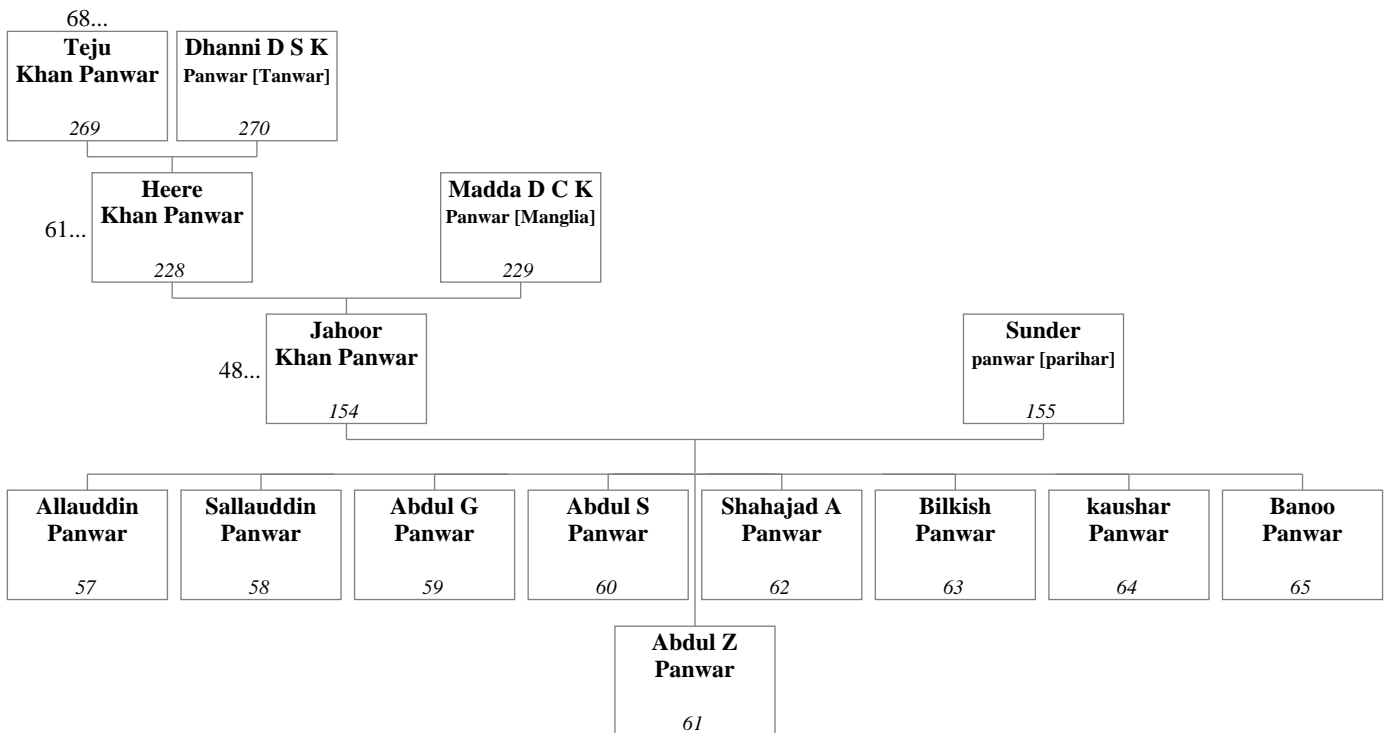 68...
Teju
Khan Panwar
269
Dhanni D S K
Panwar [Tanwar]
270
61...
Heere
Khan Panwar
228
Madda D C K
Panwar [Manglia]
229
48...
Jahoor
Khan Panwar
154
Sunder
panwar [parihar]
155
Allauddin
Panwar
57
Sallauddin
Panwar
58
Abdul G
Panwar
59
Abdul S
Panwar
60
Shahajad A
Panwar
62
Bilkish
Panwar
63
kaushar
Panwar
64
Banoo
Panwar
65
Abdul Z
Panwar
61